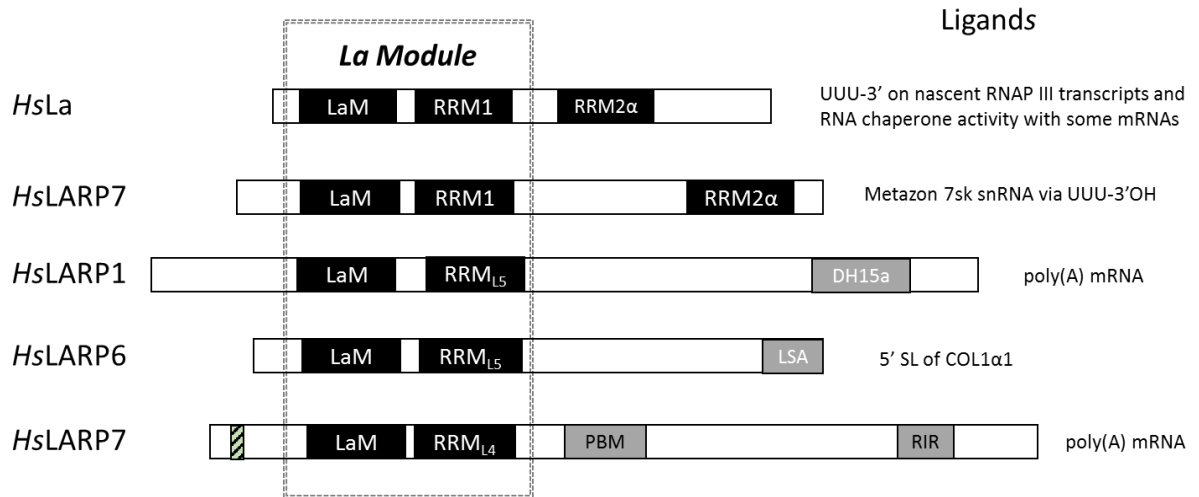 Ligands
La Module
HsLa
LaM
RRM1
RRM2α
UUU-3' on nascent RNAP III transcripts and
RNA chaperone activity with some mRNAs
HsLARP7
LaM
RRM1
RRM2α
Metazon 7sk snRNA via UUU-3'OH
HsLARP1
LaM
RRML5
DH15a
poly(A) mRNA
HsLARP6
LaM
RRML5
LSA
5' SL of COL1α1
HsLARP7
LaM
RRML4
PBM
RIR
poly(A) mRNA